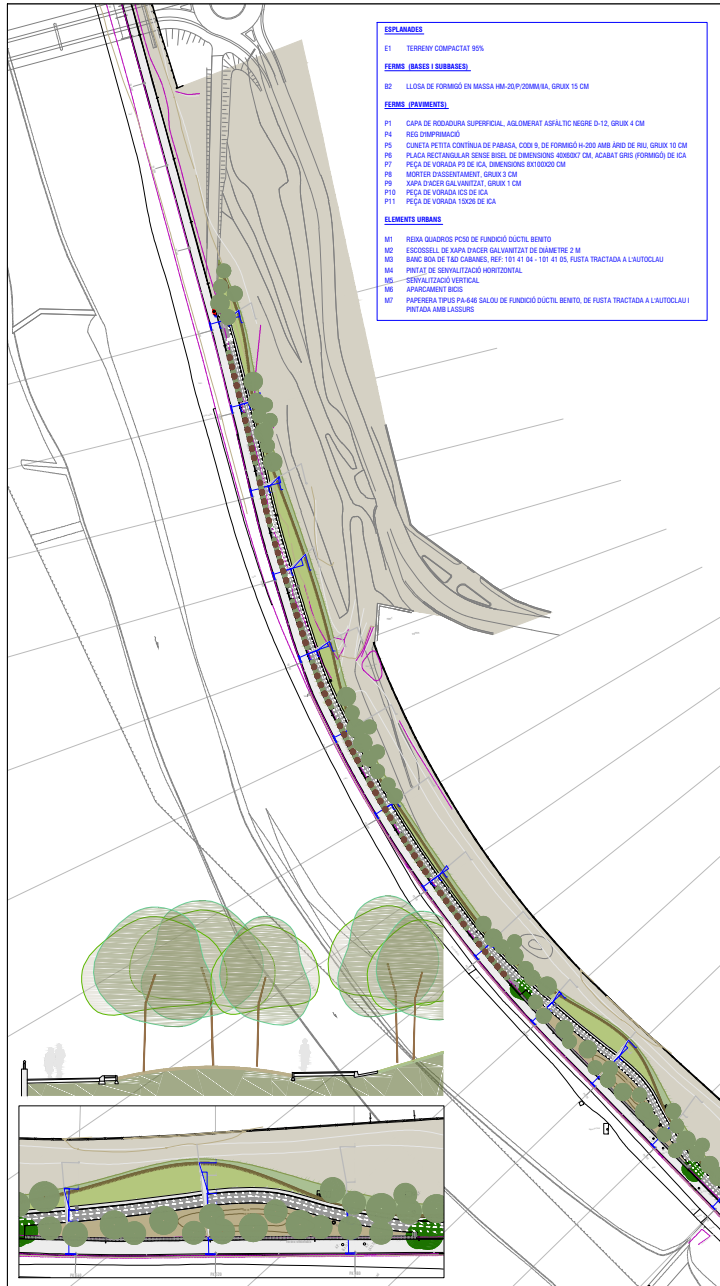 ESPLANADES
E1 TERRENY COMPACTAT 95%
FERMS (BASES I SUBBASES)
B2 LLOSA DE FORMIGÓ EN MASSA HM-20/P/20MM/IIA, GRUIX 15 CM
FERMS (PAVIMENTS)
P1 CAPA DE RODADURA SUPERFICIAL, AGLOMERAT ASFÀLTIC NEGRE D-12, GRUIX 4 CM
P4 REG D'IMPRIMACIÓ
P5 CUNETA PETITA CONTÍNUA DE PABASA, CODI 9, DE FORMIGÓ H-200 AMB ÀRID DE RIU, GRUIX 10 CM
P6 PLACA RECTANGULAR SENSE BISEL DE DIMENSIONS 40X60X7 CM, ACABAT GRIS (FORMIGÓ) DE ICA
P7 PEÇA DE VORADA P3 DE ICA, DIMENSIONS 8X100X20 CM
P8 MORTER D'ASSENTAMENT, GRUIX 3 CM
P9 XAPA D'ACER GALVANITZAT, GRUIX 1 CM
P10 PEÇA DE VORADA ICS DE ICA
P11 PEÇA DE VORADA 15X26 DE ICA
ELEMENTS URBANS
M1 REIXA QUADROS PC50 DE FUNDICIÓ DÚCTIL BENITO
M2 ESCOSSELL DE XAPA D'ACER GALVANITZAT DE DIÀMETRE 2 M
M3 BANC BOA DE T&D CABANES, REF: 101 41 04 - 101 41 05, FUSTA TRACTADA A L'AUTOCLAU
M4 PINTAT DE SENYALITZACIÓ HORITZONTAL
M5 SENYALITZACIÓ VERTICAL
M6 APARCAMENT BICIS
M7 PAPERERA TIPUS PA-646 SALOU DE FUNDICIÓ DÚCTIL BENITO, DE FUSTA TRACTADA A L'AUTOCLAU I
PINTADA AMB LASSURS